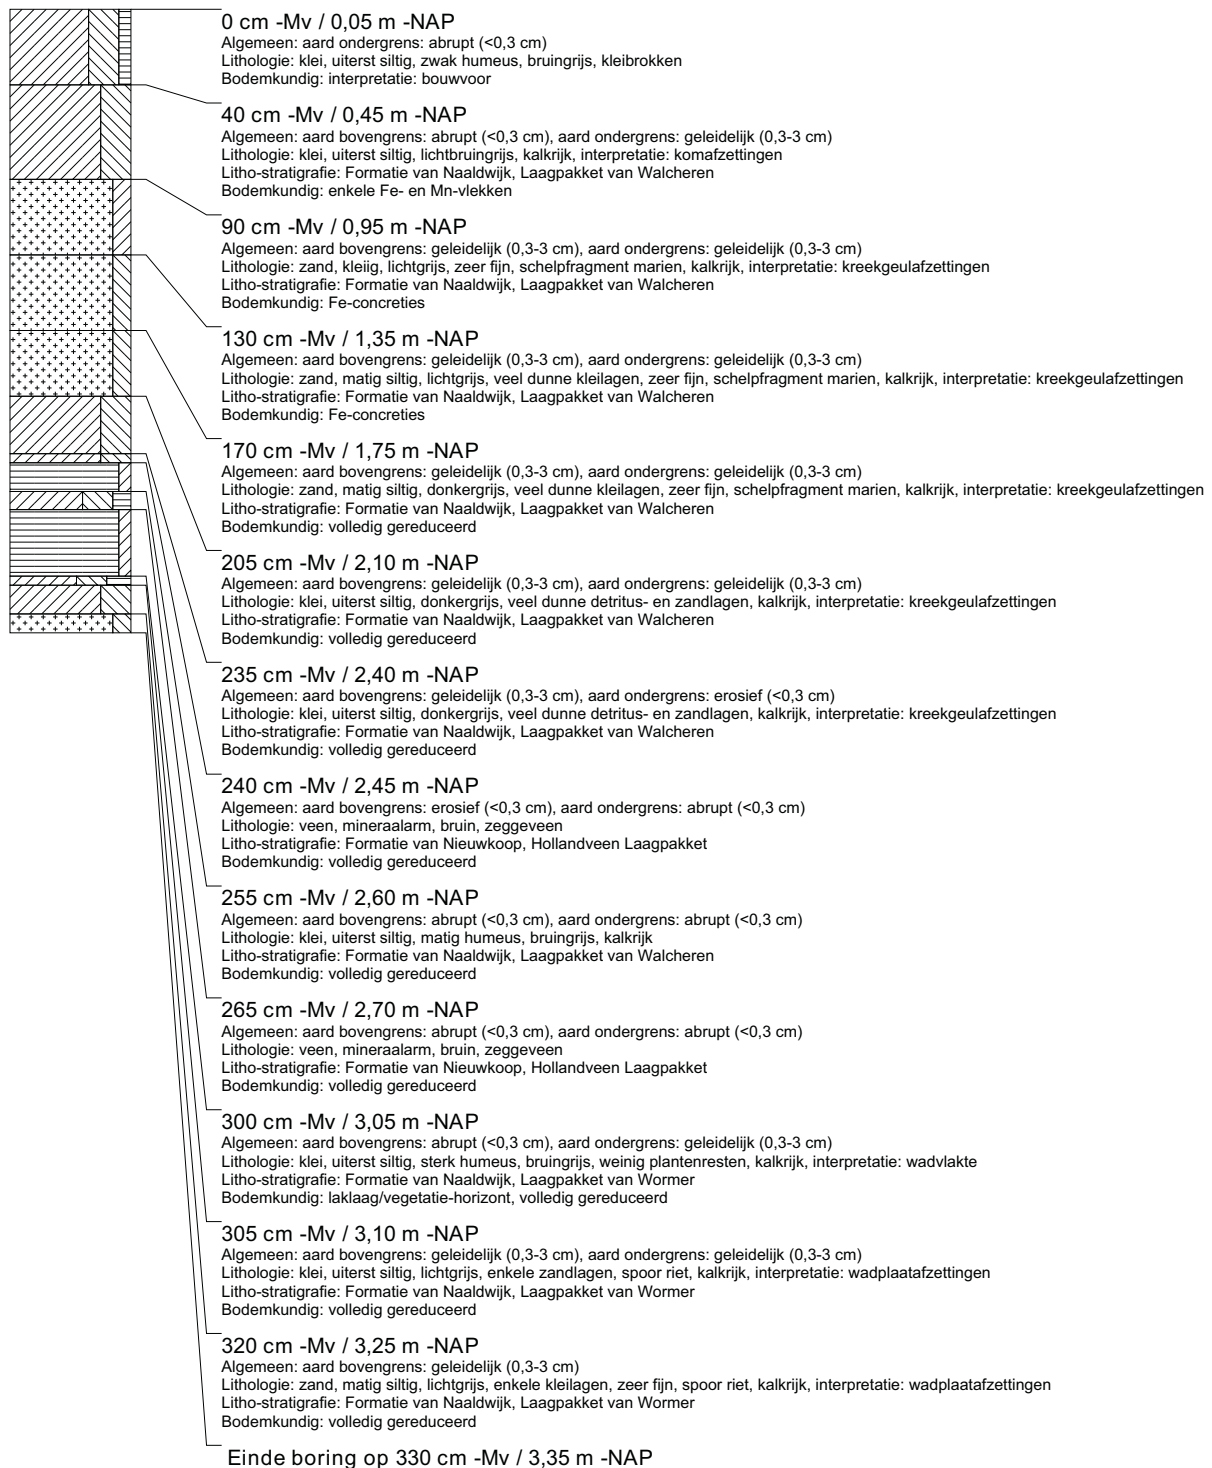 0 cm -Mv / 0,05 m -NAP
Algemeen: aard ondergrens: abrupt (<0,3 cm)
Lithologie: klei, uiterst siltig, zwak humeus, bruingrijs, kleibrokken
Bodemkundig: interpretatie: bouwvoor
40 cm -Mv / 0,45 m -NAP
Algemeen: aard bovengrens: abrupt (<0,3 cm), aard ondergrens: geleidelijk (0,3-3 cm)
Lithologie: klei, uiterst siltig, lichtbruingrijs, kalkrijk, interpretatie: komafzettingen
Litho-stratigrafie: Formatie van Naaldwijk, Laagpakket van Walcheren
Bodemkundig: enkele Fe- en Mn-vlekken
90 cm -Mv / 0,95 m -NAP
Algemeen: aard bovengrens: geleidelijk (0,3-3 cm), aard ondergrens: geleidelijk (0,3-3 cm)
Lithologie: zand, kleiig, lichtgrijs, zeer fijn, schelpfragment marien, kalkrijk, interpretatie: kreekgeulafzettingen
Litho-stratigrafie: Formatie van Naaldwijk, Laagpakket van Walcheren
Bodemkundig: Fe-concreties
130 cm -Mv / 1,35 m -NAP
Algemeen: aard bovengrens: geleidelijk (0,3-3 cm), aard ondergrens: geleidelijk (0,3-3 cm)
Lithologie: zand, matig siltig, lichtgrijs, veel dunne kleilagen, zeer fijn, schelpfragment marien, kalkrijk, interpretatie: kreekgeulafzettingen
Litho-stratigrafie: Formatie van Naaldwijk, Laagpakket van Walcheren
Bodemkundig: Fe-concreties
170 cm -Mv / 1,75 m -NAP
Algemeen: aard bovengrens: geleidelijk (0,3-3 cm), aard ondergrens: geleidelijk (0,3-3 cm)
Lithologie: zand, matig siltig, donkergrijs, veel dunne kleilagen, zeer fijn, schelpfragment marien, kalkrijk, interpretatie: kreekgeulafzettingen
Litho-stratigrafie: Formatie van Naaldwijk, Laagpakket van Walcheren
Bodemkundig: volledig gereduceerd
205 cm -Mv / 2,10 m -NAP
Algemeen: aard bovengrens: geleidelijk (0,3-3 cm), aard ondergrens: geleidelijk (0,3-3 cm)
Lithologie: klei, uiterst siltig, donkergrijs, veel dunne detritus- en zandlagen, kalkrijk, interpretatie: kreekgeulafzettingen
Litho-stratigrafie: Formatie van Naaldwijk, Laagpakket van Walcheren
Bodemkundig: volledig gereduceerd
235 cm -Mv / 2,40 m -NAP
Algemeen: aard bovengrens: geleidelijk (0,3-3 cm), aard ondergrens: erosief (<0,3 cm)
Lithologie: klei, uiterst siltig, donkergrijs, veel dunne detritus- en zandlagen, kalkrijk, interpretatie: kreekgeulafzettingen
Litho-stratigrafie: Formatie van Naaldwijk, Laagpakket van Walcheren
Bodemkundig: volledig gereduceerd
240 cm -Mv / 2,45 m -NAP
Algemeen: aard bovengrens: erosief (<0,3 cm), aard ondergrens: abrupt (<0,3 cm)
Lithologie: veen, mineraalarm, bruin, zeggeveen
Litho-stratigrafie: Formatie van Nieuwkoop, Hollandveen Laagpakket
Bodemkundig: volledig gereduceerd
255 cm -Mv / 2,60 m -NAP
Algemeen: aard bovengrens: abrupt (<0,3 cm), aard ondergrens: abrupt (<0,3 cm)
Lithologie: klei, uiterst siltig, matig humeus, bruingrijs, kalkrijk
Litho-stratigrafie: Formatie van Naaldwijk, Laagpakket van Walcheren
Bodemkundig: volledig gereduceerd
265 cm -Mv / 2,70 m -NAP
Algemeen: aard bovengrens: abrupt (<0,3 cm), aard ondergrens: abrupt (<0,3 cm)
Lithologie: veen, mineraalarm, bruin, zeggeveen
Litho-stratigrafie: Formatie van Nieuwkoop, Hollandveen Laagpakket
Bodemkundig: volledig gereduceerd
300 cm -Mv / 3,05 m -NAP
Algemeen: aard bovengrens: abrupt (<0,3 cm), aard ondergrens: geleidelijk (0,3-3 cm)
Lithologie: klei, uiterst siltig, sterk humeus, bruingrijs, weinig plantenresten, kalkrijk, interpretatie: wadvlakte
Litho-stratigrafie: Formatie van Naaldwijk, Laagpakket van Wormer
Bodemkundig: laklaag/vegetatie-horizont, volledig gereduceerd
305 cm -Mv / 3,10 m -NAP
Algemeen: aard bovengrens: geleidelijk (0,3-3 cm), aard ondergrens: geleidelijk (0,3-3 cm)
Lithologie: klei, uiterst siltig, lichtgrijs, enkele zandlagen, spoor riet, kalkrijk, interpretatie: wadplaatafzettingen
Litho-stratigrafie: Formatie van Naaldwijk, Laagpakket van Wormer
Bodemkundig: volledig gereduceerd
320 cm -Mv / 3,25 m -NAP
Algemeen: aard bovengrens: geleidelijk (0,3-3 cm)
Lithologie: zand, matig siltig, lichtgrijs, enkele kleilagen, zeer fijn, spoor riet, kalkrijk, interpretatie: wadplaatafzettingen
Litho-stratigrafie: Formatie van Naaldwijk, Laagpakket van Wormer
Bodemkundig: volledig gereduceerd
Einde boring op 330 cm -Mv / 3,35 m -NAP